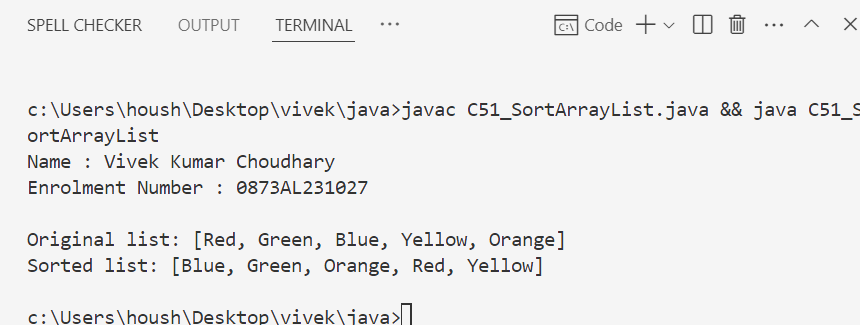 SPELL CHECKER OUTPUT TERMINAL ... Code
c:\Users\housh\Desktop\vivek\java>javac C51_SortArrayList.java && java C51_S
ortArrayList
Name : Vivek Kumar Choudhary
Enrolment Number : 0873AL231027
Original list: [Red, Green, Blue, Yellow, Orange]
Sorted list: [Blue, Green, Orange, Red, Yellow]
c:\Users\housh\Desktop\vivek\java>